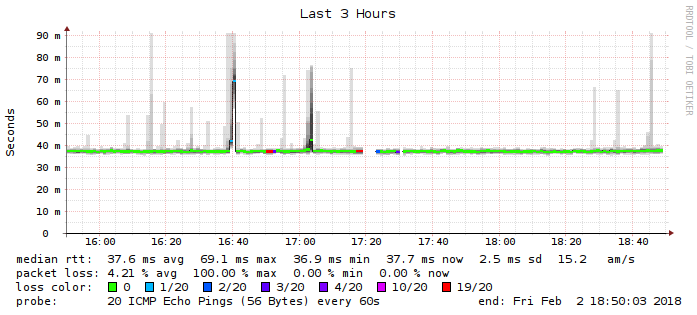 Last 3 Hours
RRDTOOL / TOBI OETIKER
Seconds
90 m
80 m
70 m
60 m
50 m
40 m
30 m
20 m
10 m
0
16:00 16:20 16:40 17:00 17:20 17:40 18:00 18:20 18:40
median rtt: 37.6 ms avg 69.1 ms max 36.9 ms min 37.7 ms now 2.5 ms sd 15.2 am/s
packet loss: 4.21 % avg 100.00 % max 0.00 % min 0.00 % now
loss color: 0 1/20 2/20 3/20 4/20 10/20 19/20
probe: 20 ICMP Echo Pings (56 Bytes) every 60s end: Fri Feb 2 18:50:03 2018